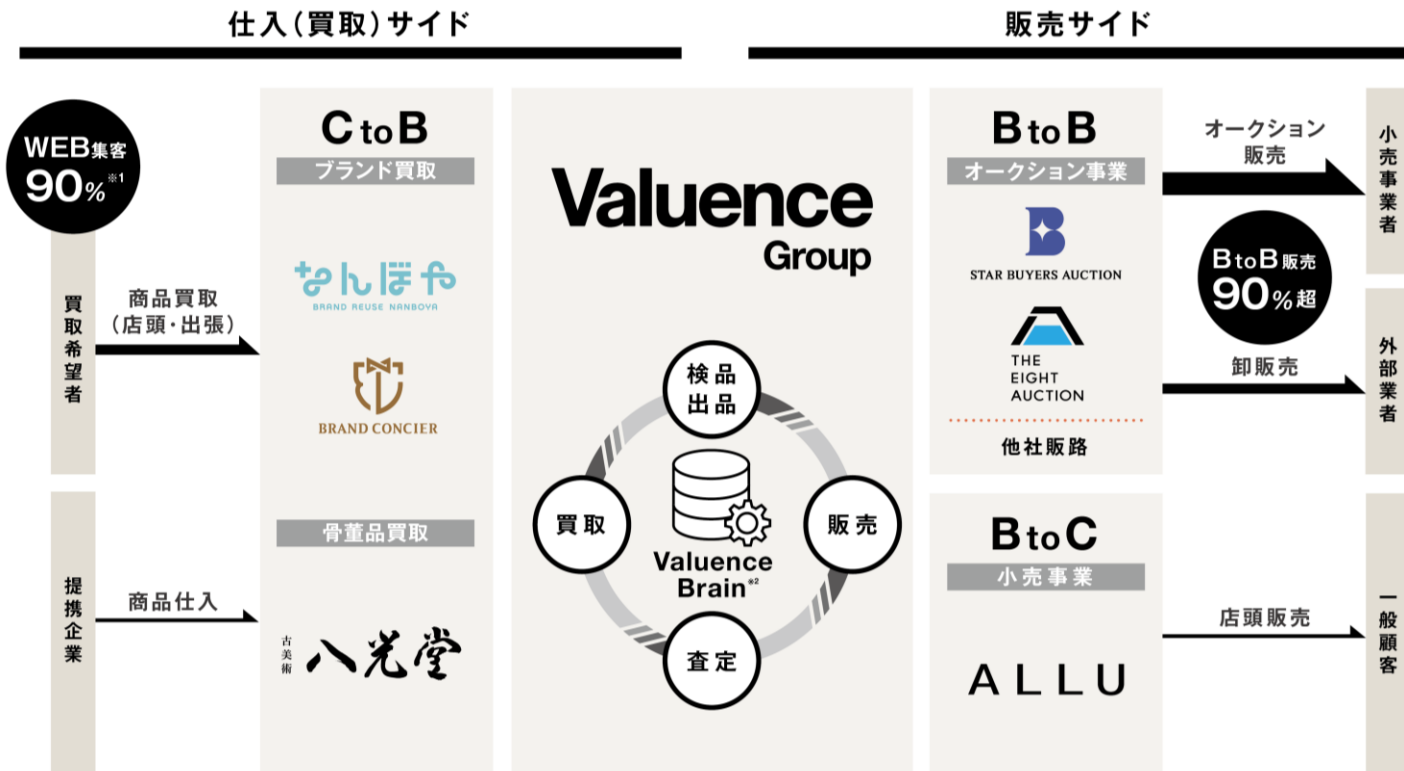 仕入(買取)サイド
販売サイド
WEB集客
90%※1
買取希望者
商品買取
(店頭・出張)
提携企業
商品仕入
CtoB
ブランド買取
なんぼや
BRAND REUSE NANBOYA
BRAND CONCIER
骨董品買取
古美術
八光堂
Valuence
Group
検品
出品
買取
販売
査定
Valuence
Brain※2
BtoB
オークション事業
B
STAR BUYERS AUCTION
THE
EIGHT
AUCTION
他社販路
BtoC
小売事業
ALLU
オークション
販売
BtoB販売
90%超
卸販売
店頭販売
小売事業者
外部業者
一般顧客